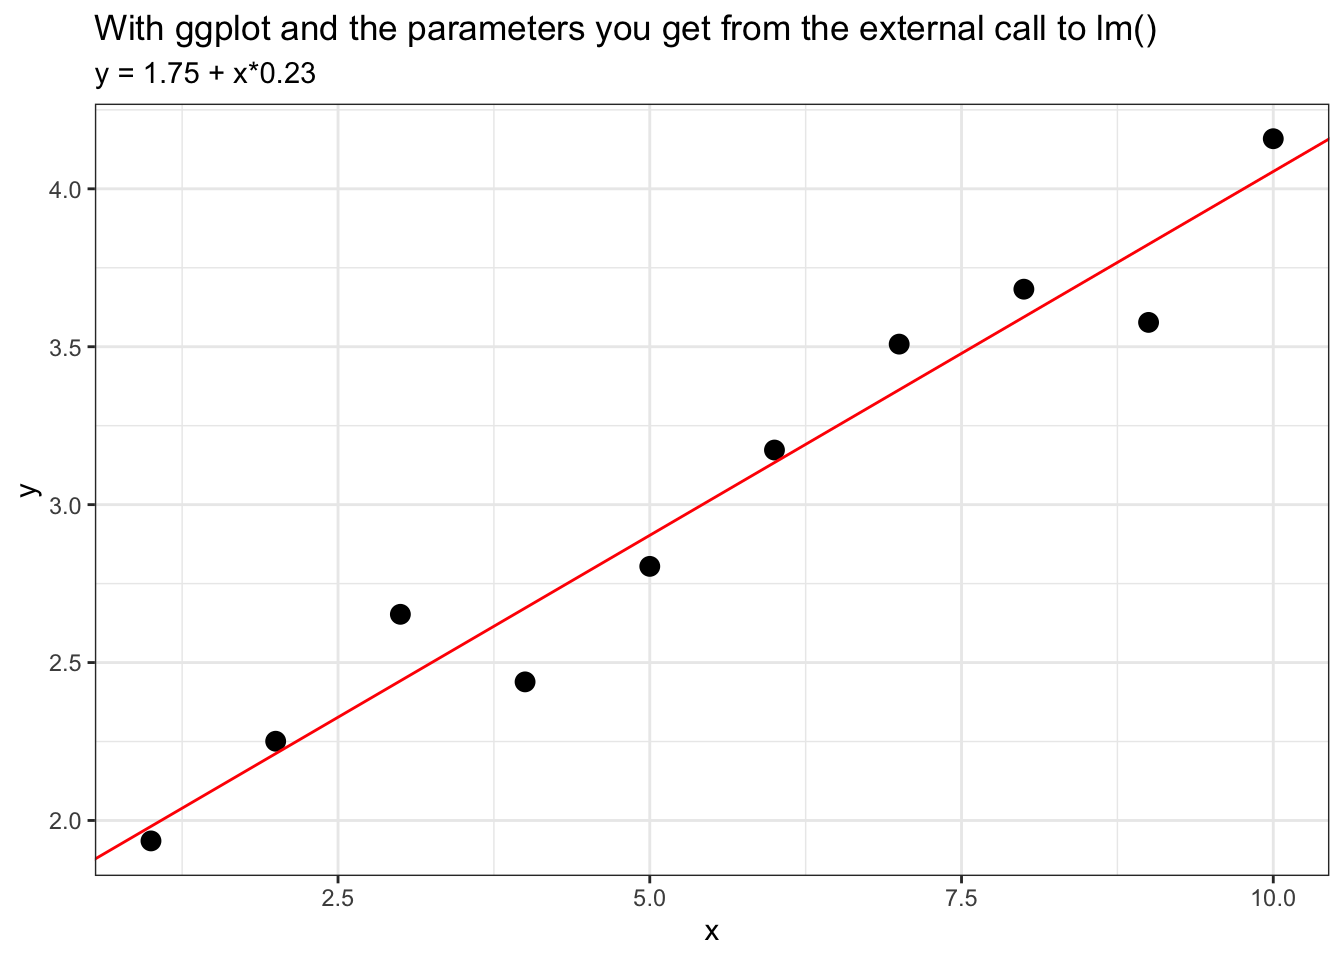 With ggplot and the parameters you get from the external call to lm()
y = 1.75 + x*0.23
4.0
3.5
y
3.0
2.5
2.0
2.5 5.0 7.5 10.0
x